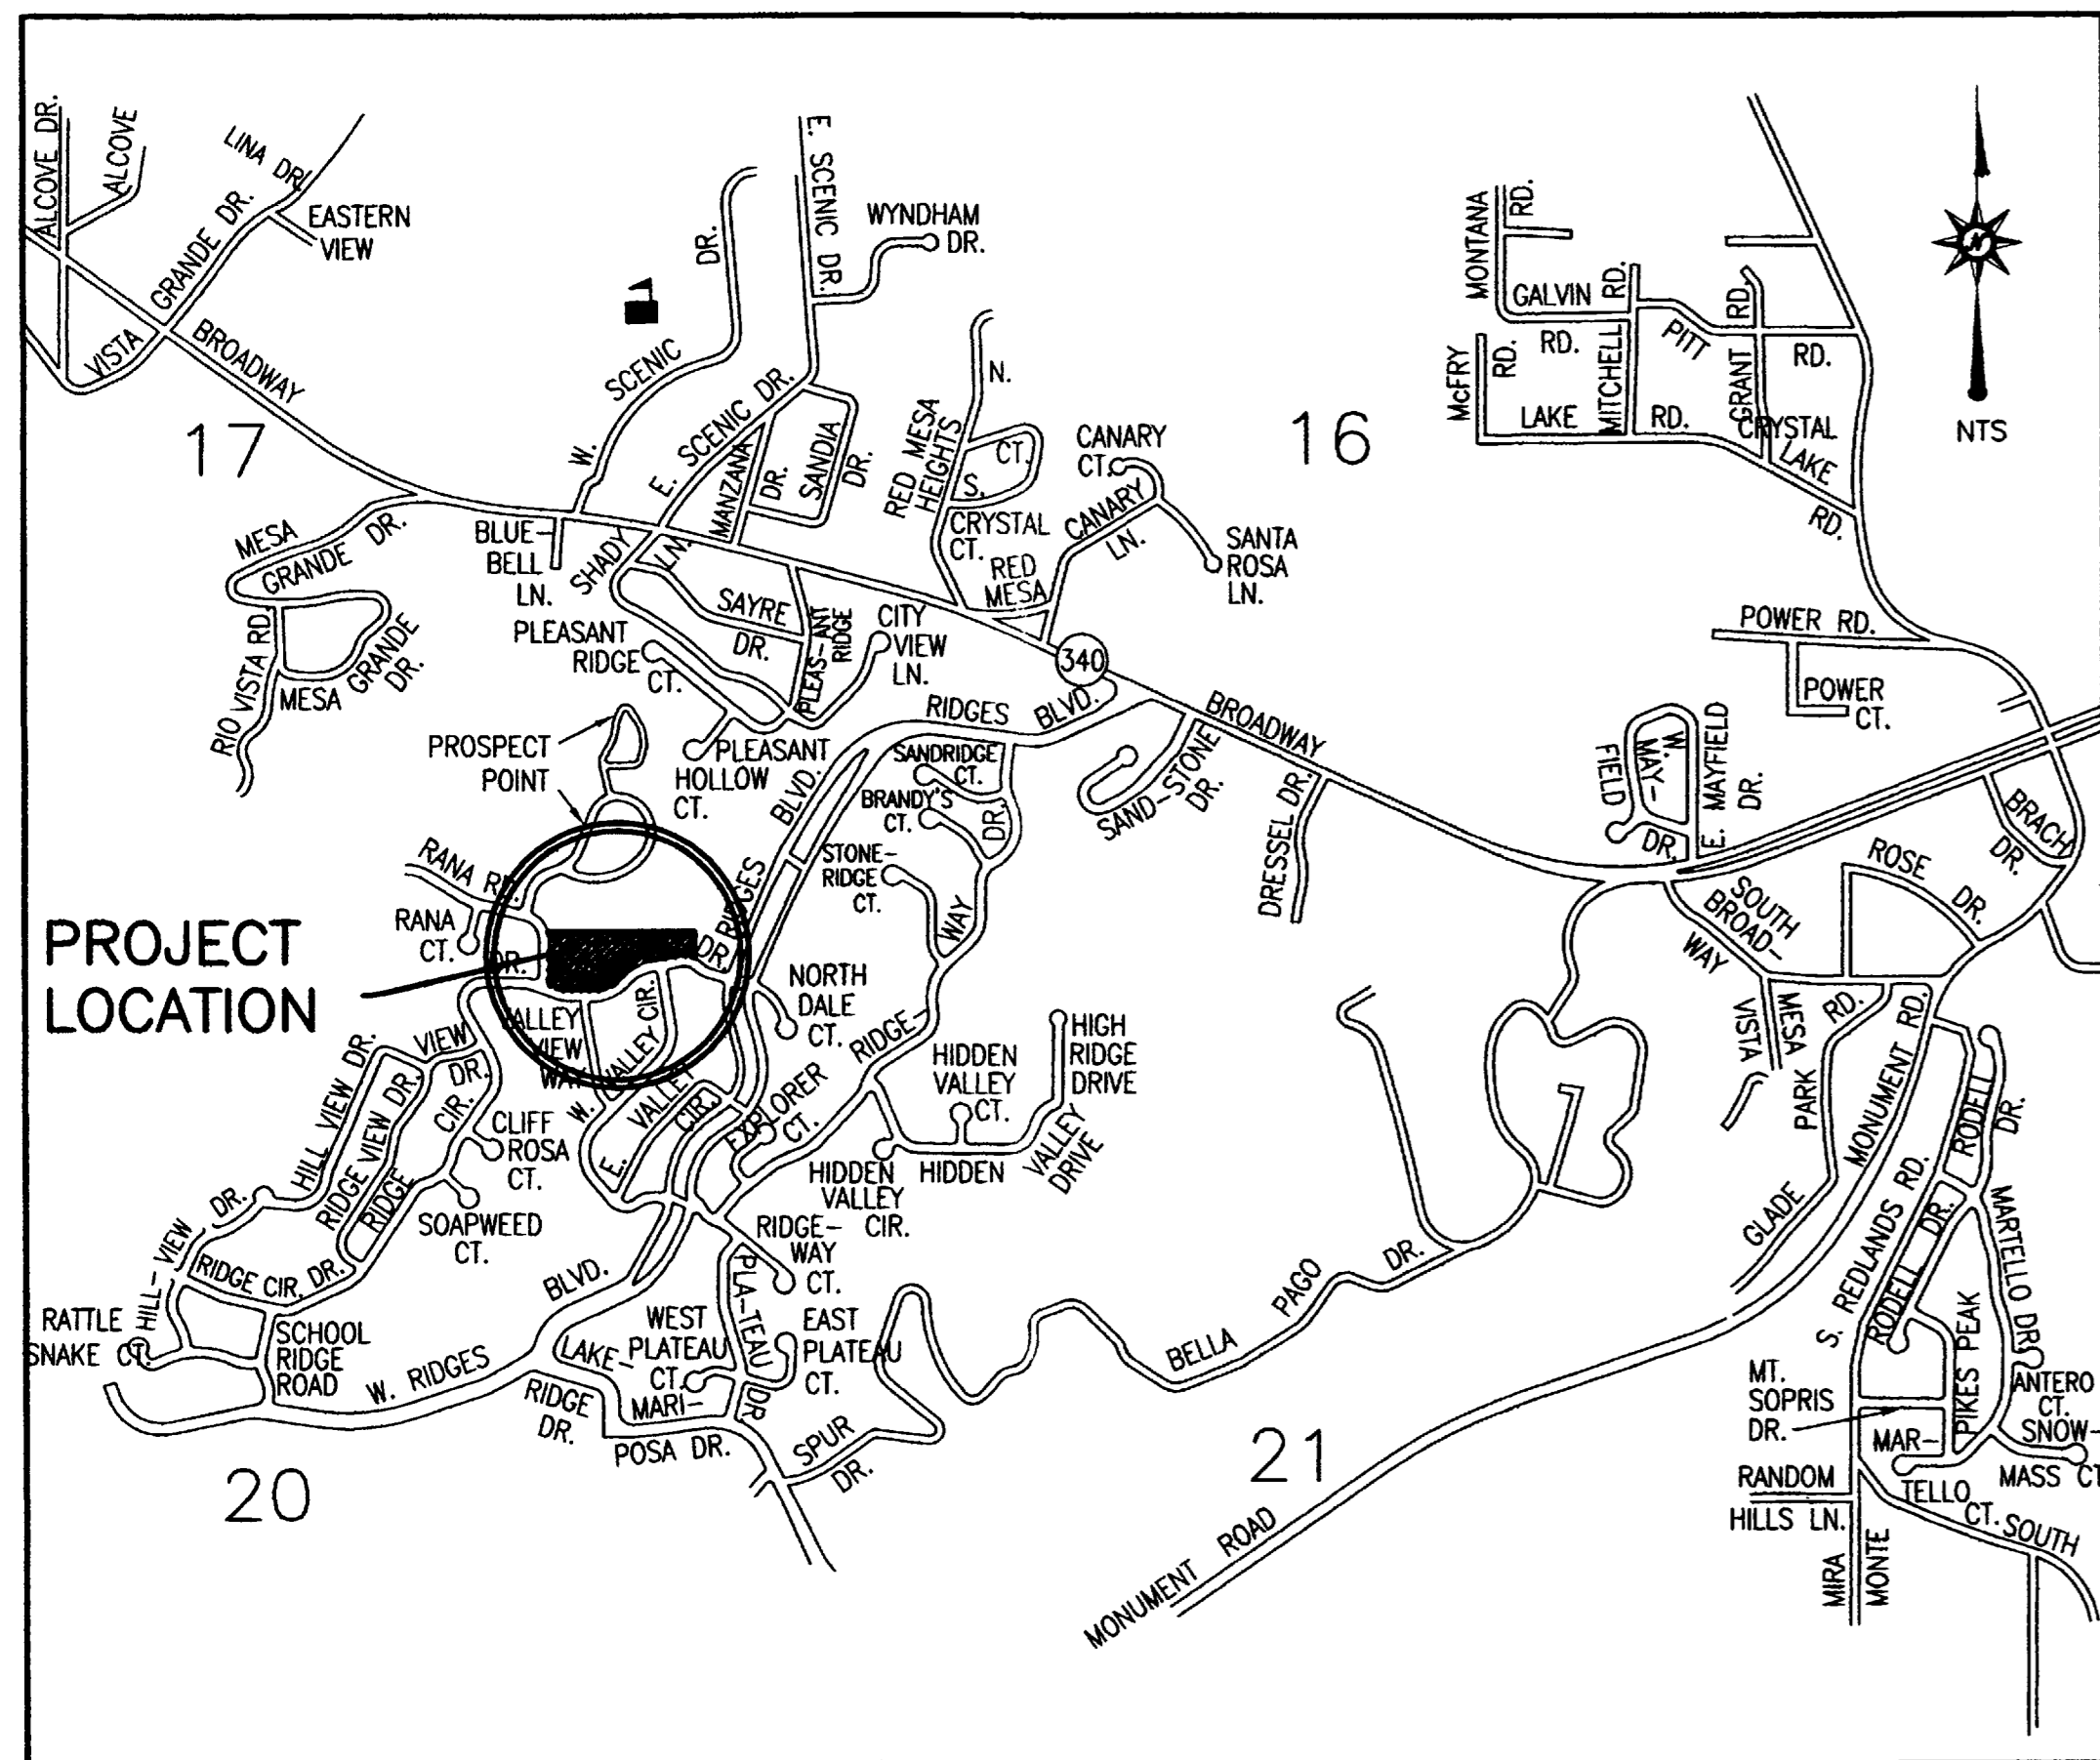 ALCOVE DR.
ALCOVE
LINA DR.
VISTA GRANDE DR.
EASTERN
VIEW
BROADWAY
17
W. SCENIC DR.
E. SCENIC DR.
WYNDHAM
DR.
E. SCENIC DR.
MANZANA
DR.
SANDIA
DR.
RED MESA
HEIGHTS
N.
CT.
S.
CRYSTAL
CT.
CANARY
CT.
CANARY
LN.
SANTA
ROSA
LN.
RED
MESA
16
MONTANA
RD.
GALVIN
RD.
McFRY
RD.
MITCHELL
RD.
PITT
RD.
GRANT
RD.
LAKE
RD.
CRYSTAL
LAKE
RD.
N
NTS
MESA
GRANDE DR.
RIO VISTA RD
MESA GRANDE
DR.
BLUE-
BELL
LN.
SHADY
LN.
SAYRE
DR.
PLEAS-ANT
RIDGE
CITY
VIEW
LN.
PLEASANT
RIDGE
CT.
PLEASANT
HOLLOW
CT.
PROSPECT
POINT
340
RIDGES BLVD.
BROADWAY
SANDRIDGE
CT.
BRANDY'S
CT.
DR.
STONE-
RIDGE
CT.
WAY
SAND-STONE
DR.
DRESSEL DR.
POWER RD.
POWER
CT.
FIELD
W.
WAY-
DR.
E. MAYFIELD
DR.
BRACH
DR.
ROSE
DR.
SOUTH
BROAD-
WAY
RANA RD.
RANA
CT.
DR.
PROJECT
LOCATION
RIDGES BLVD.
DR.
NORTH
DALE
CT.
VALLEY
VIEW
WAY
W. VALLEY CIR.
E. VALLEY
CIR.
EXPLORER
CT.
RIDGE-
HIDDEN
VALLEY
CT.
HIGH
RIDGE
DRIVE
HIDDEN
VALLEY
DRIVE
HIDDEN
VALLEY
CIR.
RIDGE-
WAY
CT.
HILL VIEW DR.
VIEW
DR.
RIDGE VIEW DR.
RIDGE
CIR.
CLIFF
ROSA
CT.
SOAPWEED
CT.
HILL-VIEW
DR.
RIDGE CIR. DR.
RATTLE
SNAKE CT.
SCHOOL
RIDGE
ROAD
W. RIDGES
BLVD.
LAKE-
RIDGE
DR.
WEST
PLATEAU
CT.
PLA-TEAU
DR
EAST
PLATEAU
CT.
MARI-
POSA DR.
SPUR
DR.
20
BELLA PAGO DR.
21
MONUMENT ROAD
VISTA
MESA
PARK
RD.
GLADE
MONUMENT RD.
S. REDLANDS RD.
RODELL
DR.
RODELL DR.
MARTELLO DR.
PIKES PEAK
MT.
SOPRIS
DR.
ANTERO
CT.
SNOW-
MASS CT
MAR-
TELLO
CT.
RANDOM
HILLS LN.
MIRA
MONTE
SOUTH